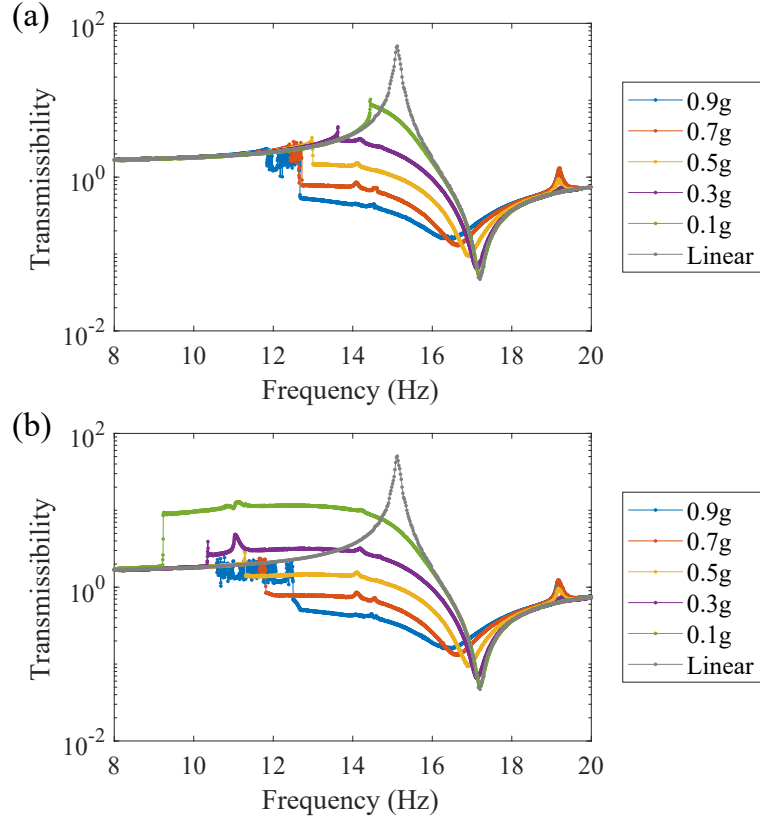 (a)
10^2
10^0
10^-2
Transmissibility
8 10 12 14 16 18 20
Frequency (Hz)
0.9g
0.7g
0.5g
0.3g
0.1g
Linear
(b)
10^2
10^0
10^-2
Transmissibility
8 10 12 14 16 18 20
Frequency (Hz)
0.9g
0.7g
0.5g
0.3g
0.1g
Linear